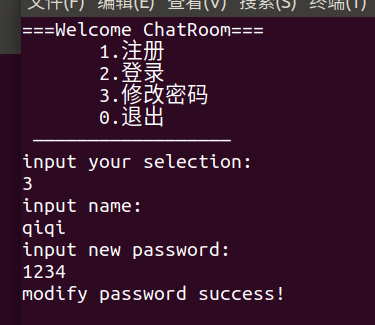 文件(F) 编辑(E) 查看(V) 搜索(S) 终端(T)
===Welcome ChatRoom===
1.注册
2.登录
3.修改密码
0.退出
__________________
input your selection:
3
input name:
qiqi
input new password:
1234
modify password success!